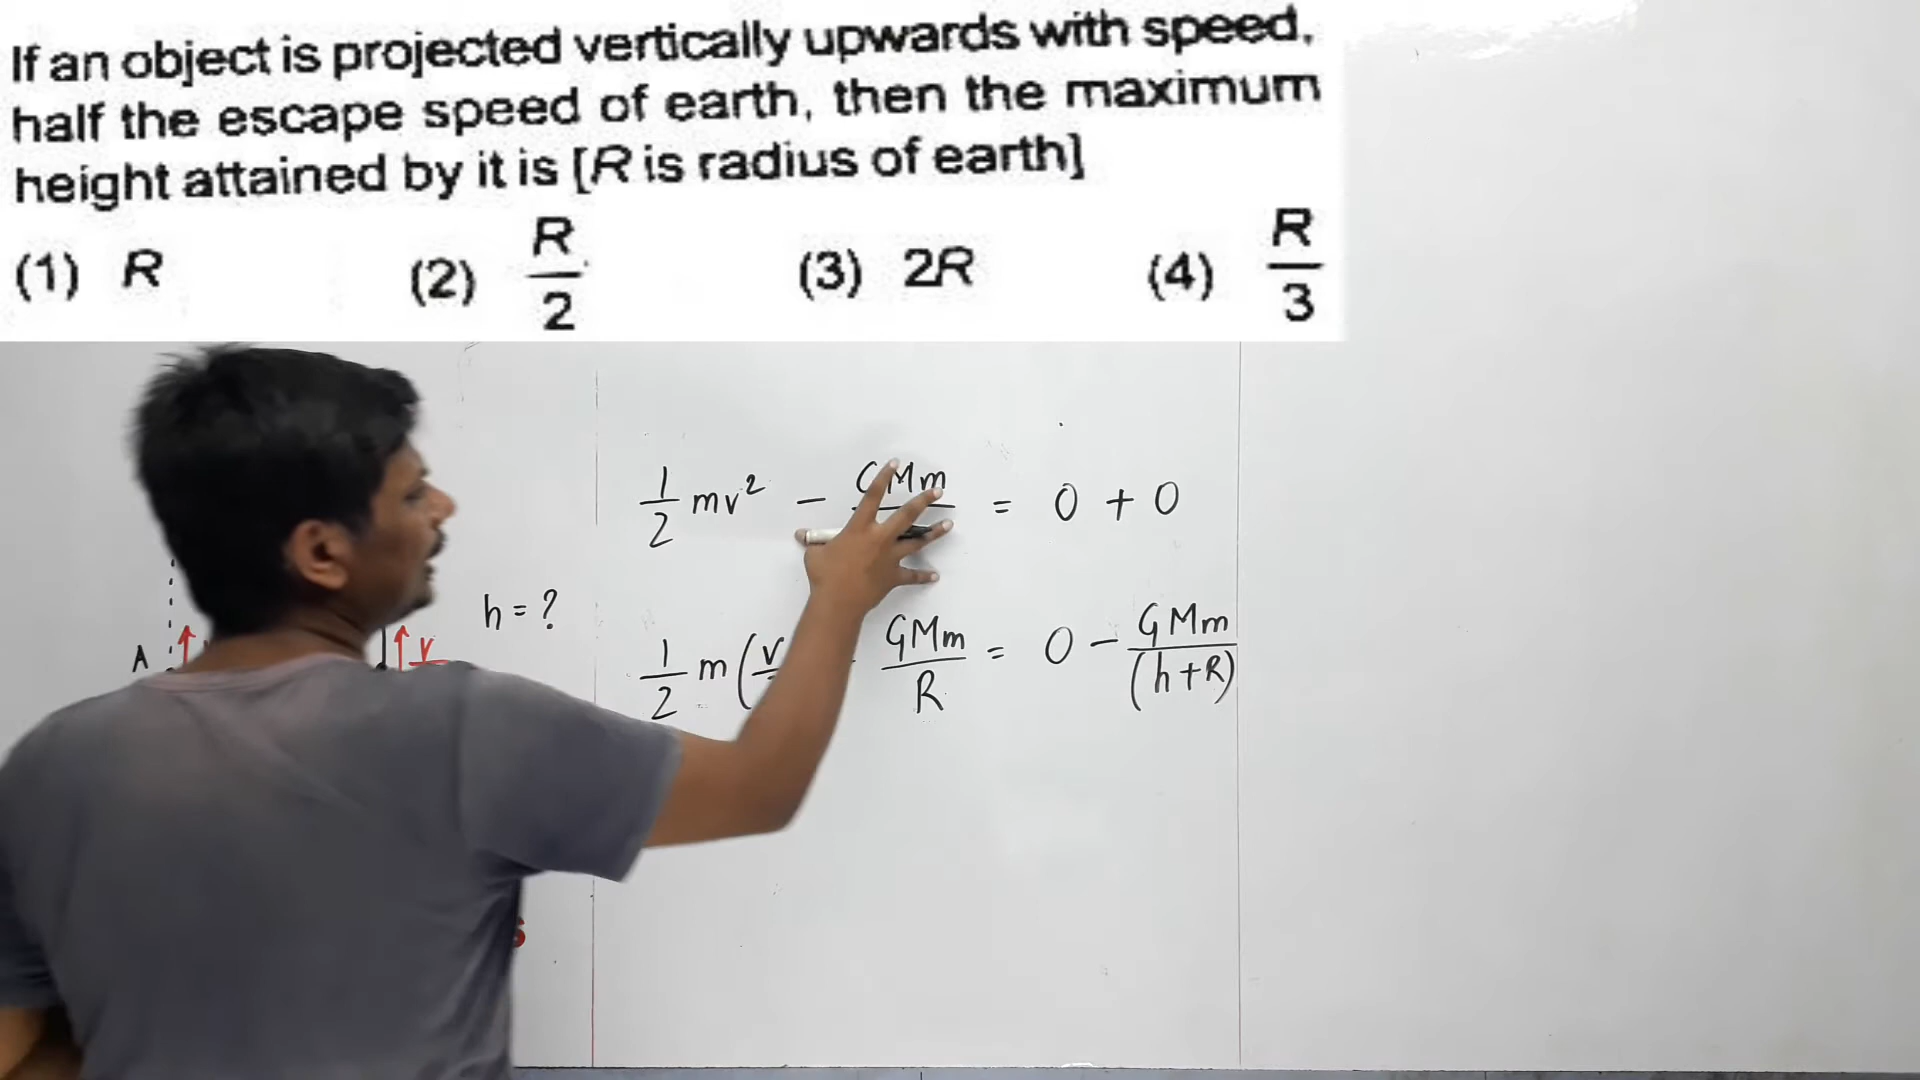 If an object is projected vertically upwards with speed,
half the escape speed of earth, then the maximum
height attained by it is [R is radius of earth]
(1) R (2) R/2 (3) 2R (4) R/3
1/2 mv² - GMm = 0 + 0
h = ?
1/2 m(v - GMm/R = 0 - GMm/(h+R)
A v